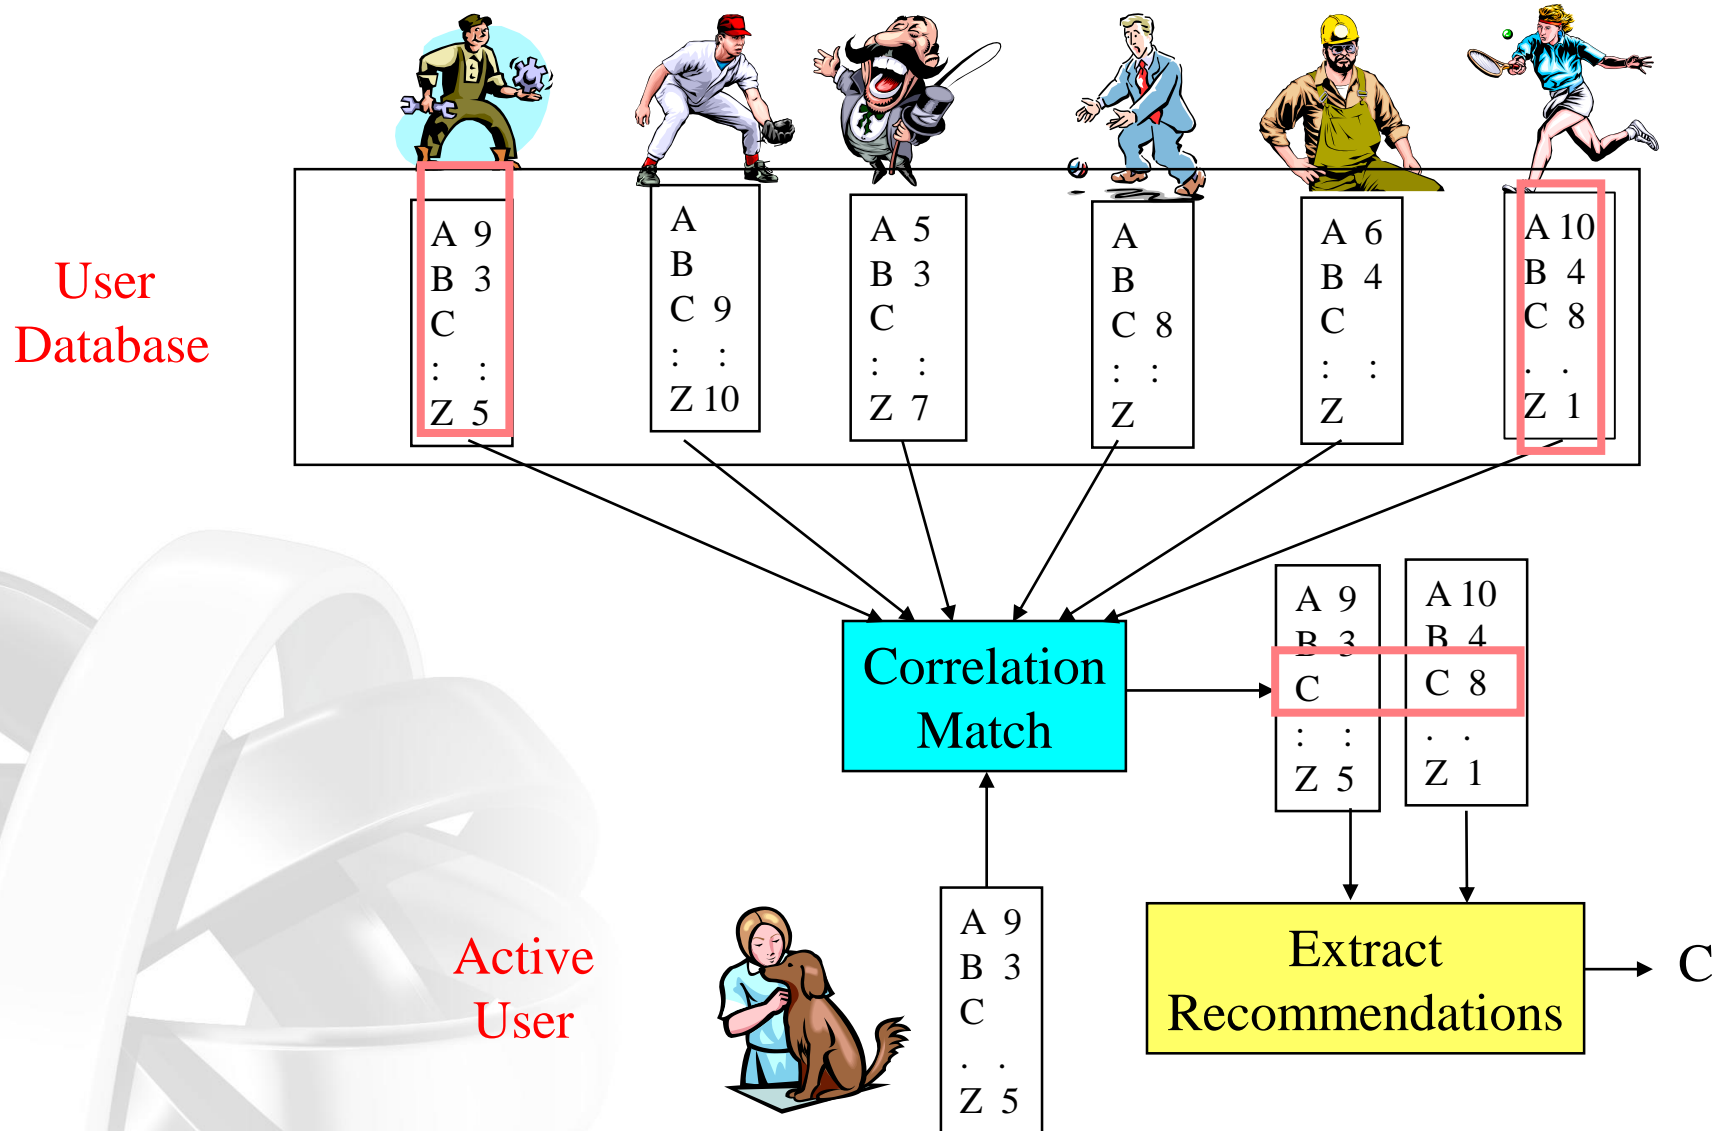 User
Database
A 9
B 3
C
: :
Z 5
A
B
C 9
: :
Z 10
A 5
B 3
C
: :
Z 7
A
B
C 8
: :
Z
A 6
B 4
C
: :
Z
A 10
B 4
C 8
. .
Z 1
Correlation
Match
A 9
B 3
C
: :
Z 5
A 10
B 4
C 8
. .
Z 1
Active
User
A 9
B 3
C
. .
Z 5
Extract
Recommendations
C